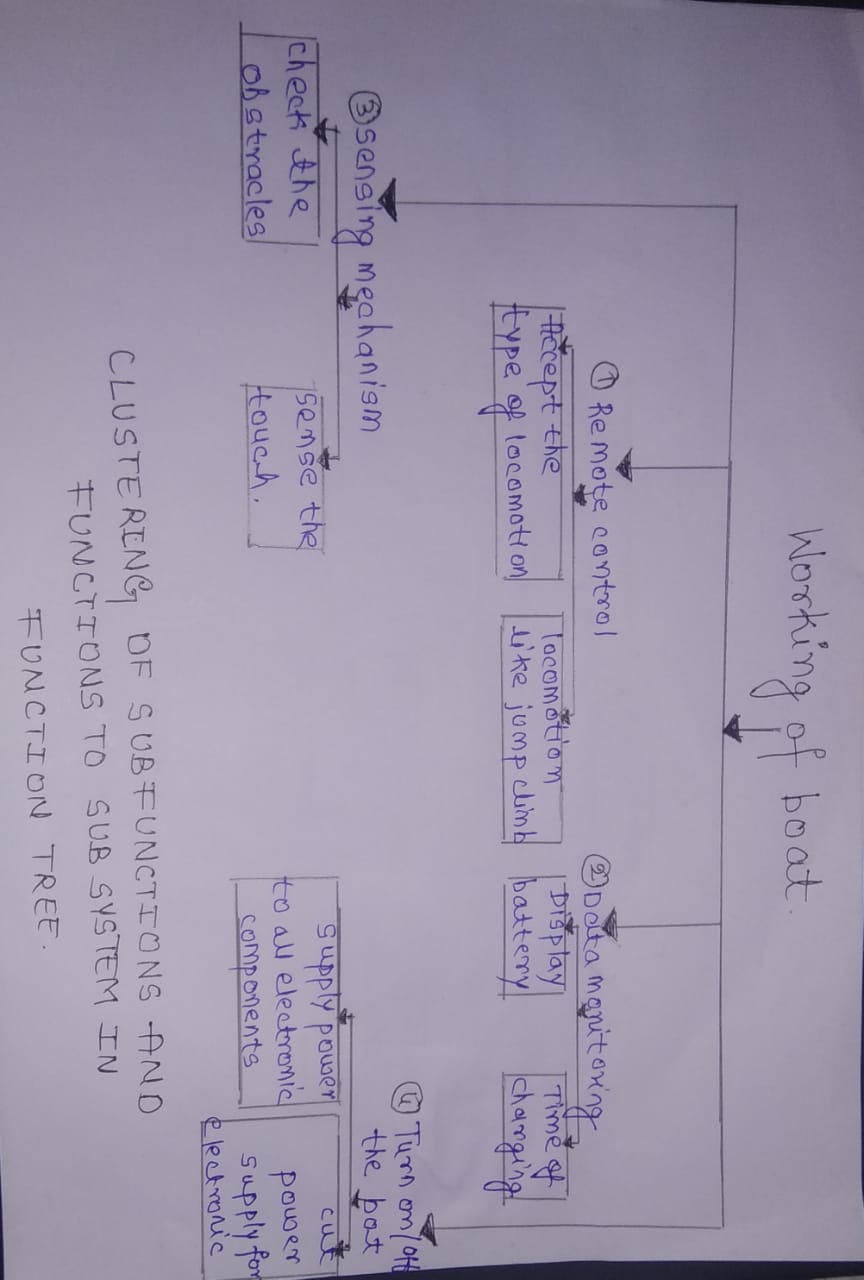 Working of boat.
① Remote control
Accept the
type of locomotion
locomotion
like jump climb
② Data monitoring
Display
battery
Time of
changing
③ sensing mechanism
check the
obstracles
sense the
touch.
④ Turn on/off
the bot
supply power
to all electronic
components
cut
power
supply for
electronic
CLUSTERING OF SUBFUNCTIONS AND
FUNCTIONS TO SUB SYSTEM IN
FUNCTION TREE.